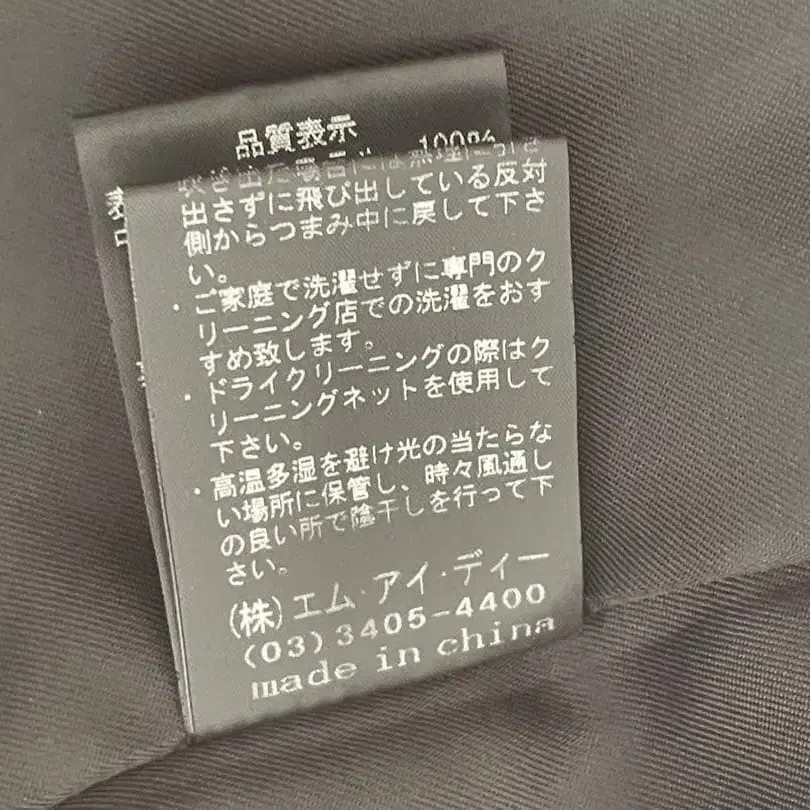 品質表示
100%
出さずに飛び出している反対
側からつまみ中に戻して下さ
い。
・ご家庭で洗濯せずに専門のク
リーニング店での洗濯をおす
すめ致します。
・ドライクリーニングの際はク
リーニングネットを使用して
下さい。
・高温多湿を避け光の当たらな
い場所に保管し、時々風通し
の良い所で陰干しを行って下
さい。
(株)エム・アイ・ディー
(03)3405-4400
made in china